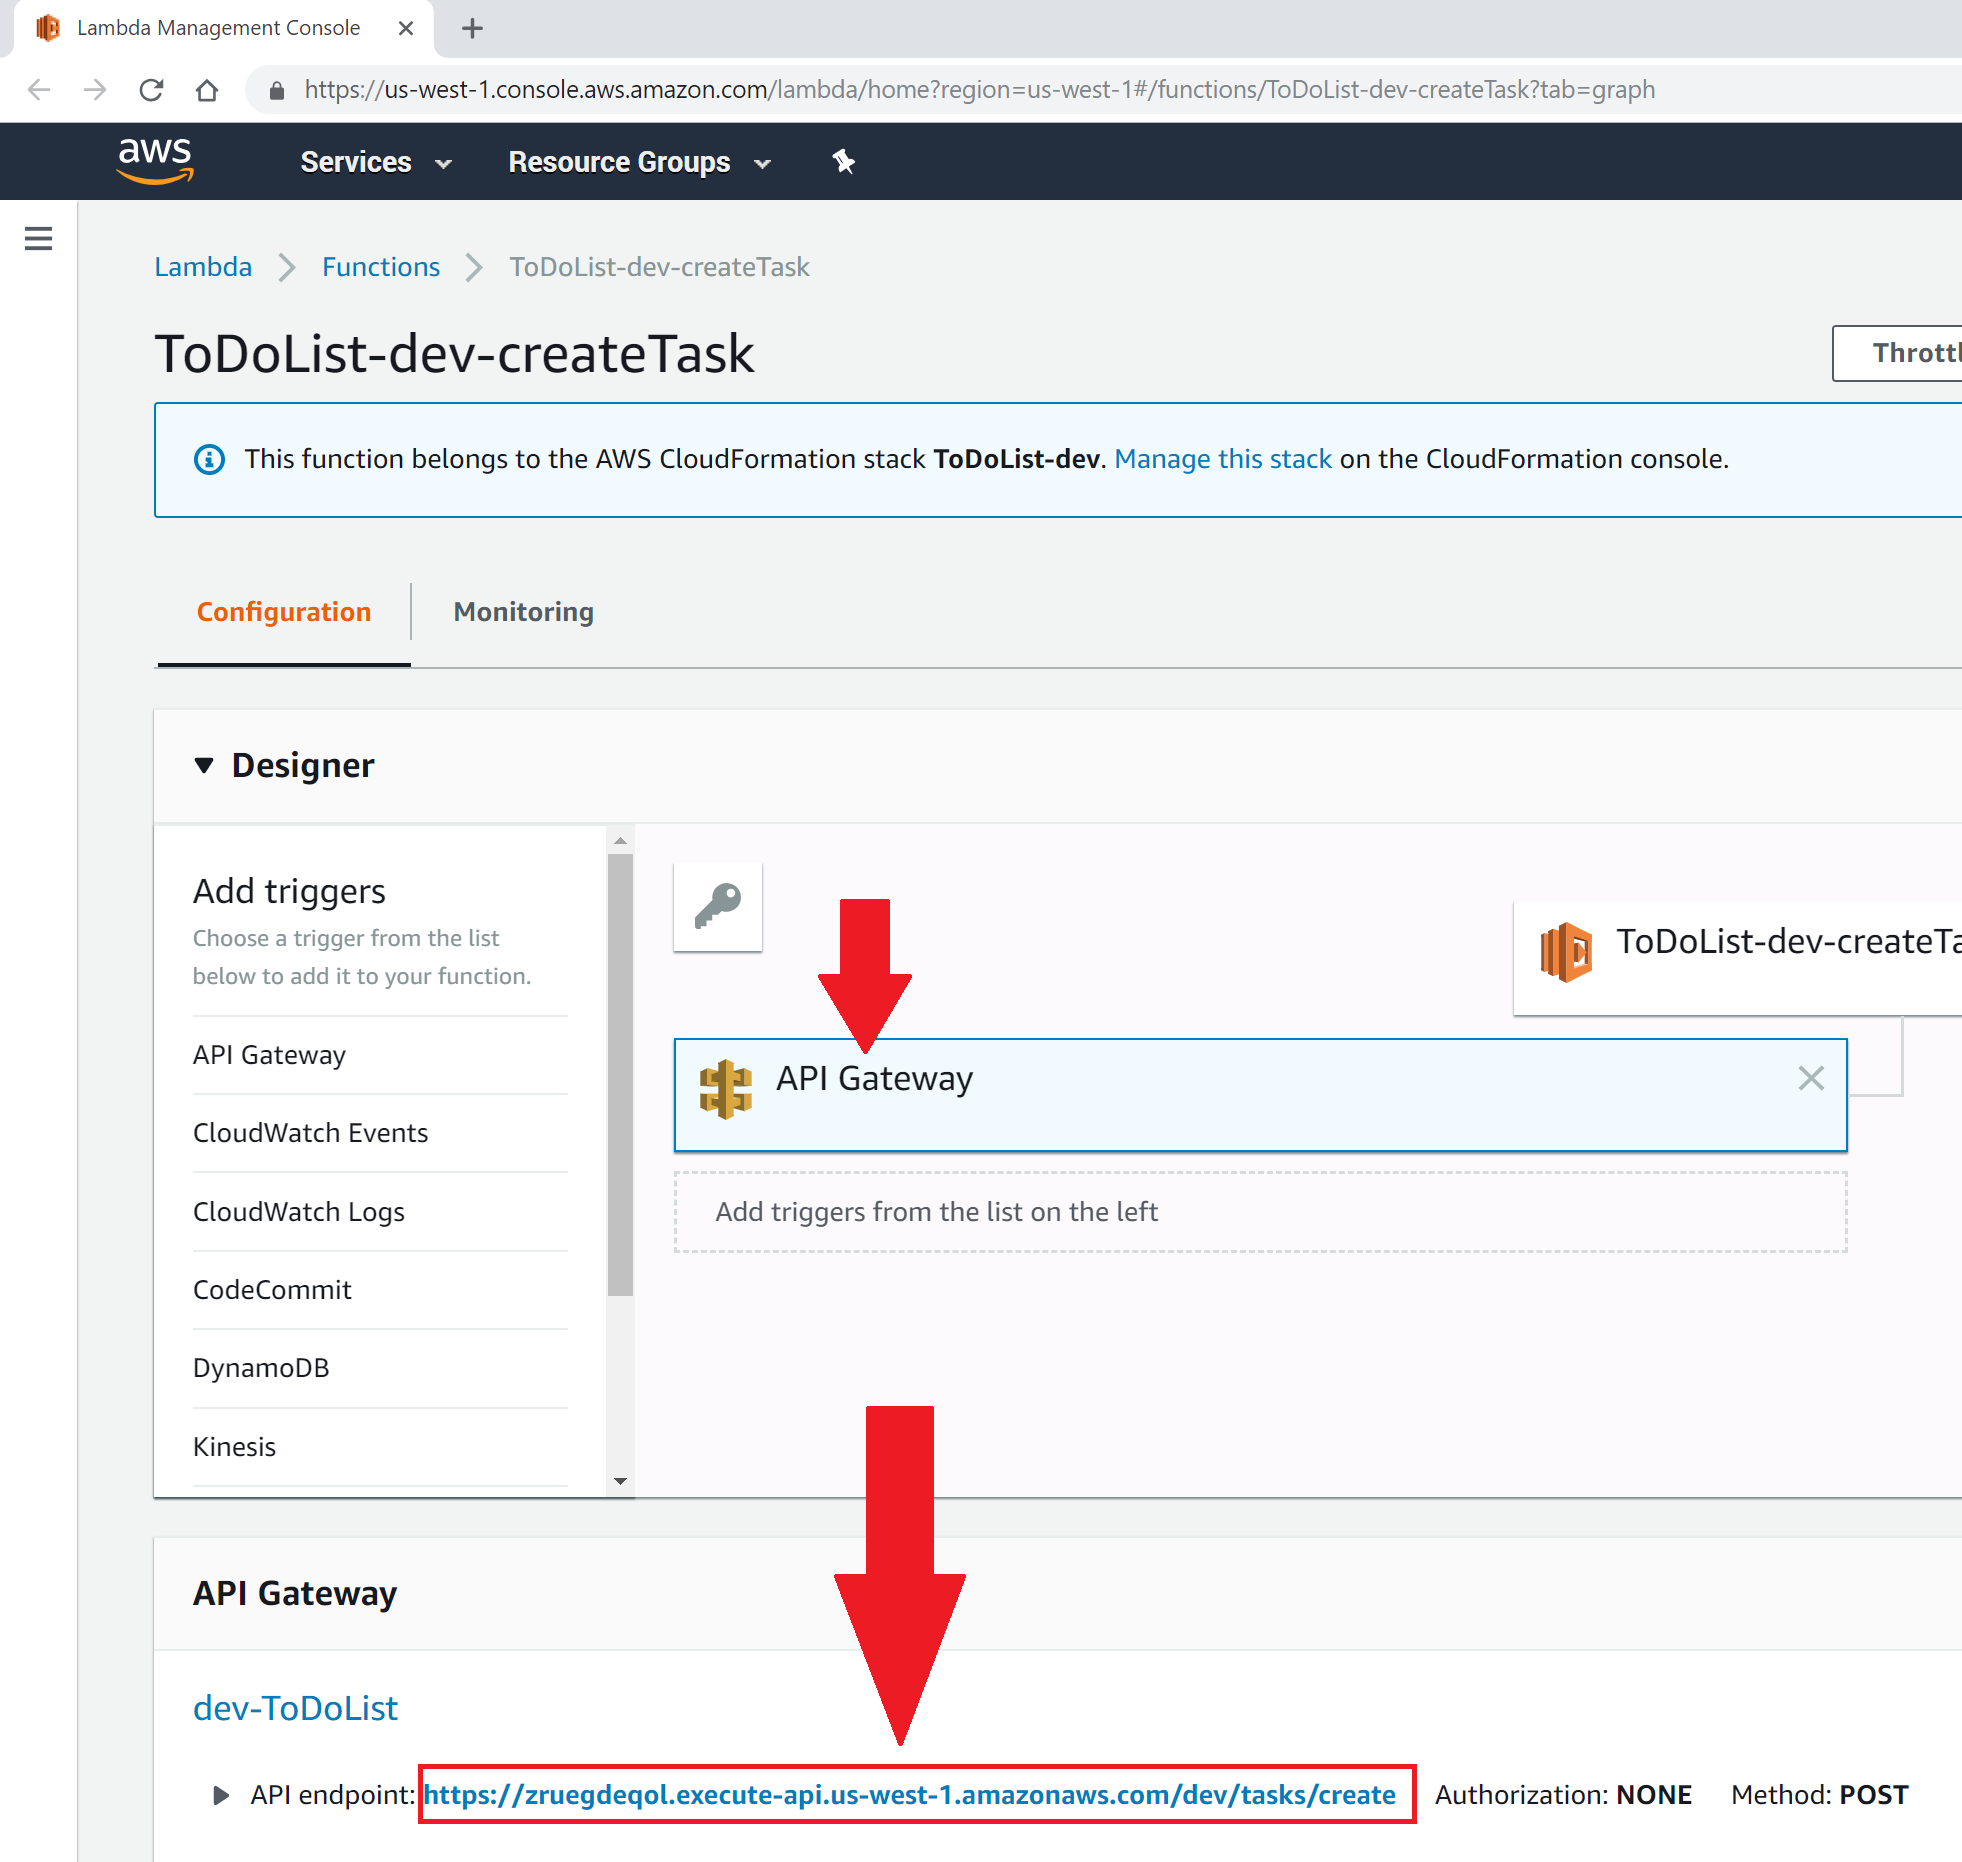 Lambda Management Console
https://us-west-1.console.aws.amazon.com/lambda/home?region=us-west-1#/functions/ToDoList-dev-createTask?tab=graph
aws Services Resource Groups
Lambda Functions ToDoList-dev-createTask
ToDoList-dev-createTask
Throttl
This function belongs to the AWS CloudFormation stack ToDoList-dev. Manage this stack on the CloudFormation console.
Configuration Monitoring
Designer
Add triggers
Choose a trigger from the list
below to add it to your function.
API Gateway
CloudWatch Events
CloudWatch Logs
CodeCommit
DynamoDB
Kinesis
ToDoList-dev-createTa
API Gateway
Add triggers from the list on the left
API Gateway
dev-ToDoList
API endpoint: https://zruegdeqol.execute-api.us-west-1.amazonaws.com/dev/tasks/create Authorization: NONE Method: POST